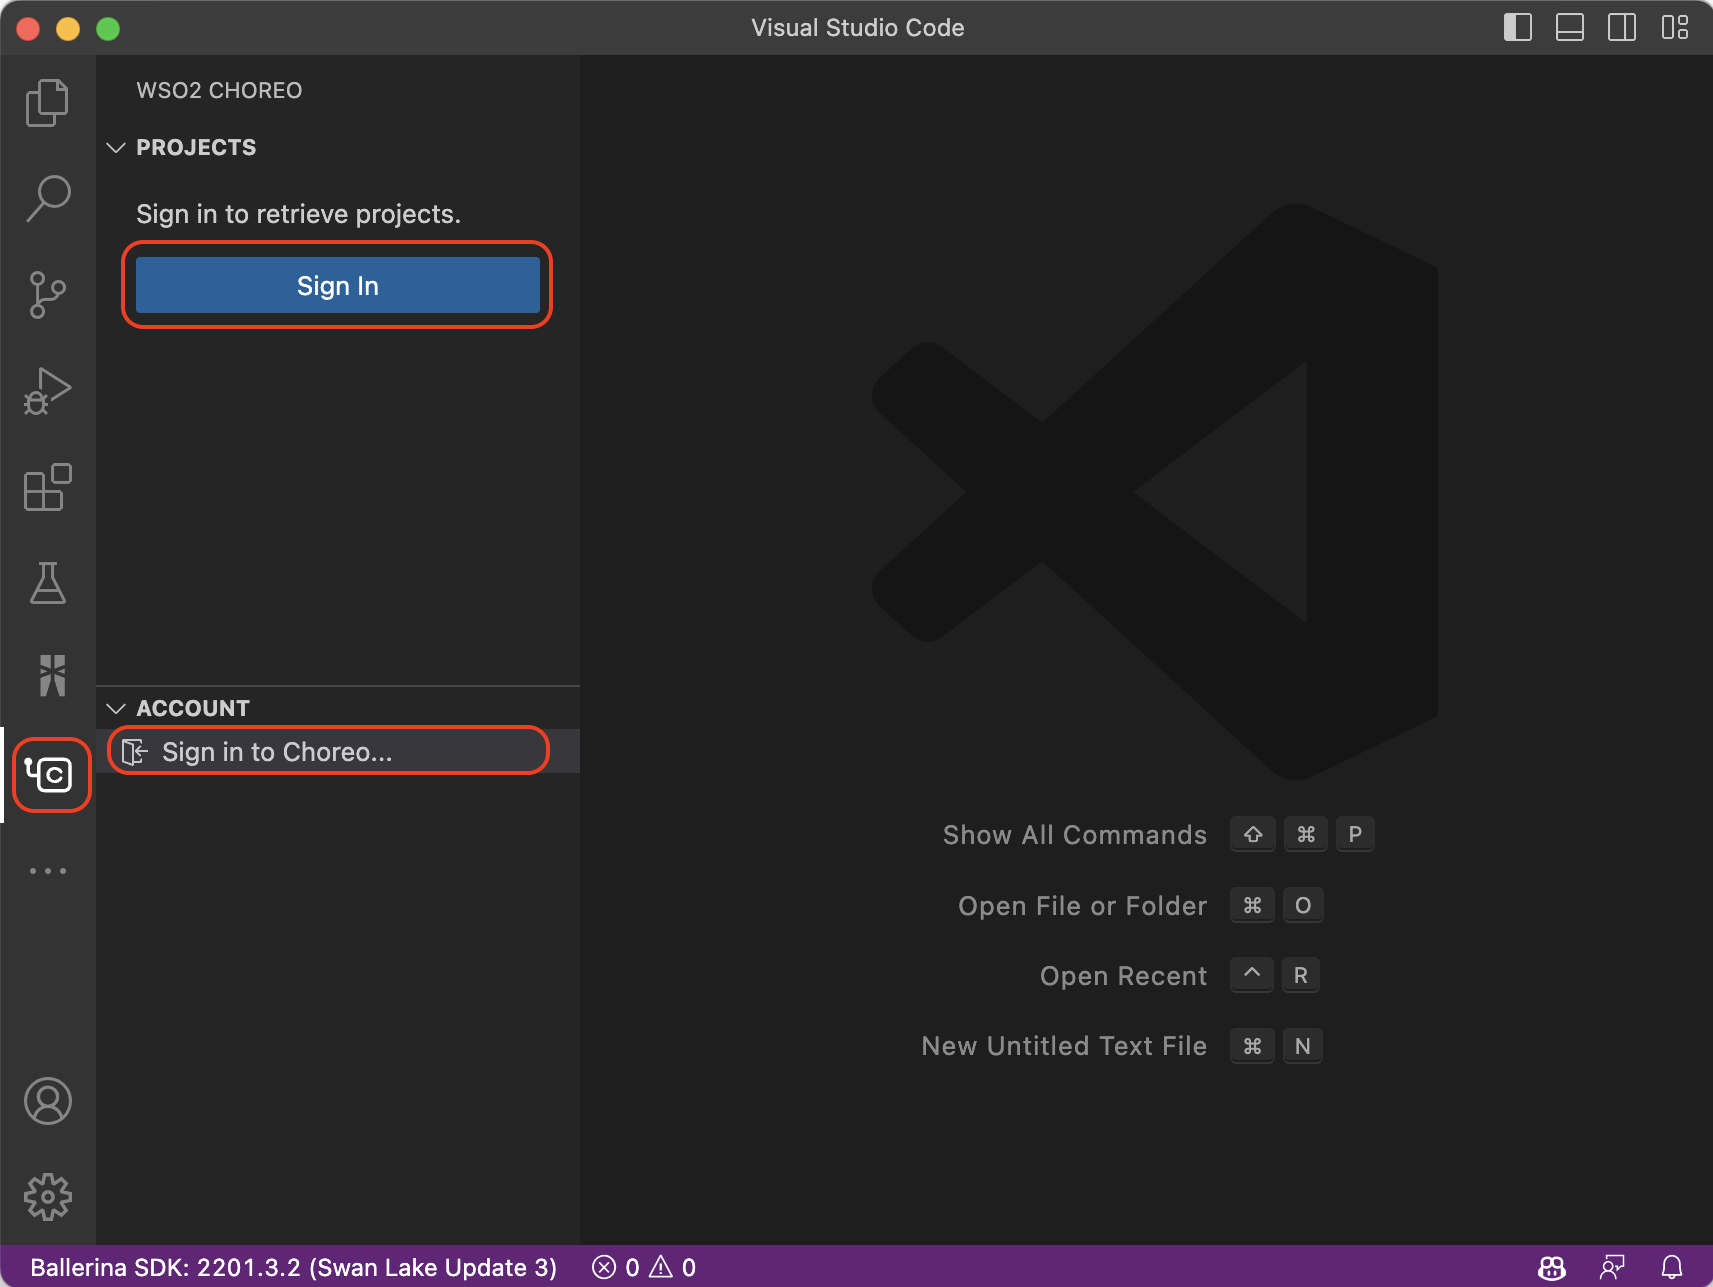 Visual Studio Code
WSO2 CHOREO
PROJECTS
Sign in to retrieve projects.
Sign In
ACCOUNT
Sign in to Choreo...
Show All Commands ⇧ ⌘ P
Open File or Folder ⌘ O
Open Recent ^ R
New Untitled Text File ⌘ N
Ballerina SDK: 2201.3.2 (Swan Lake Update 3) 0 0